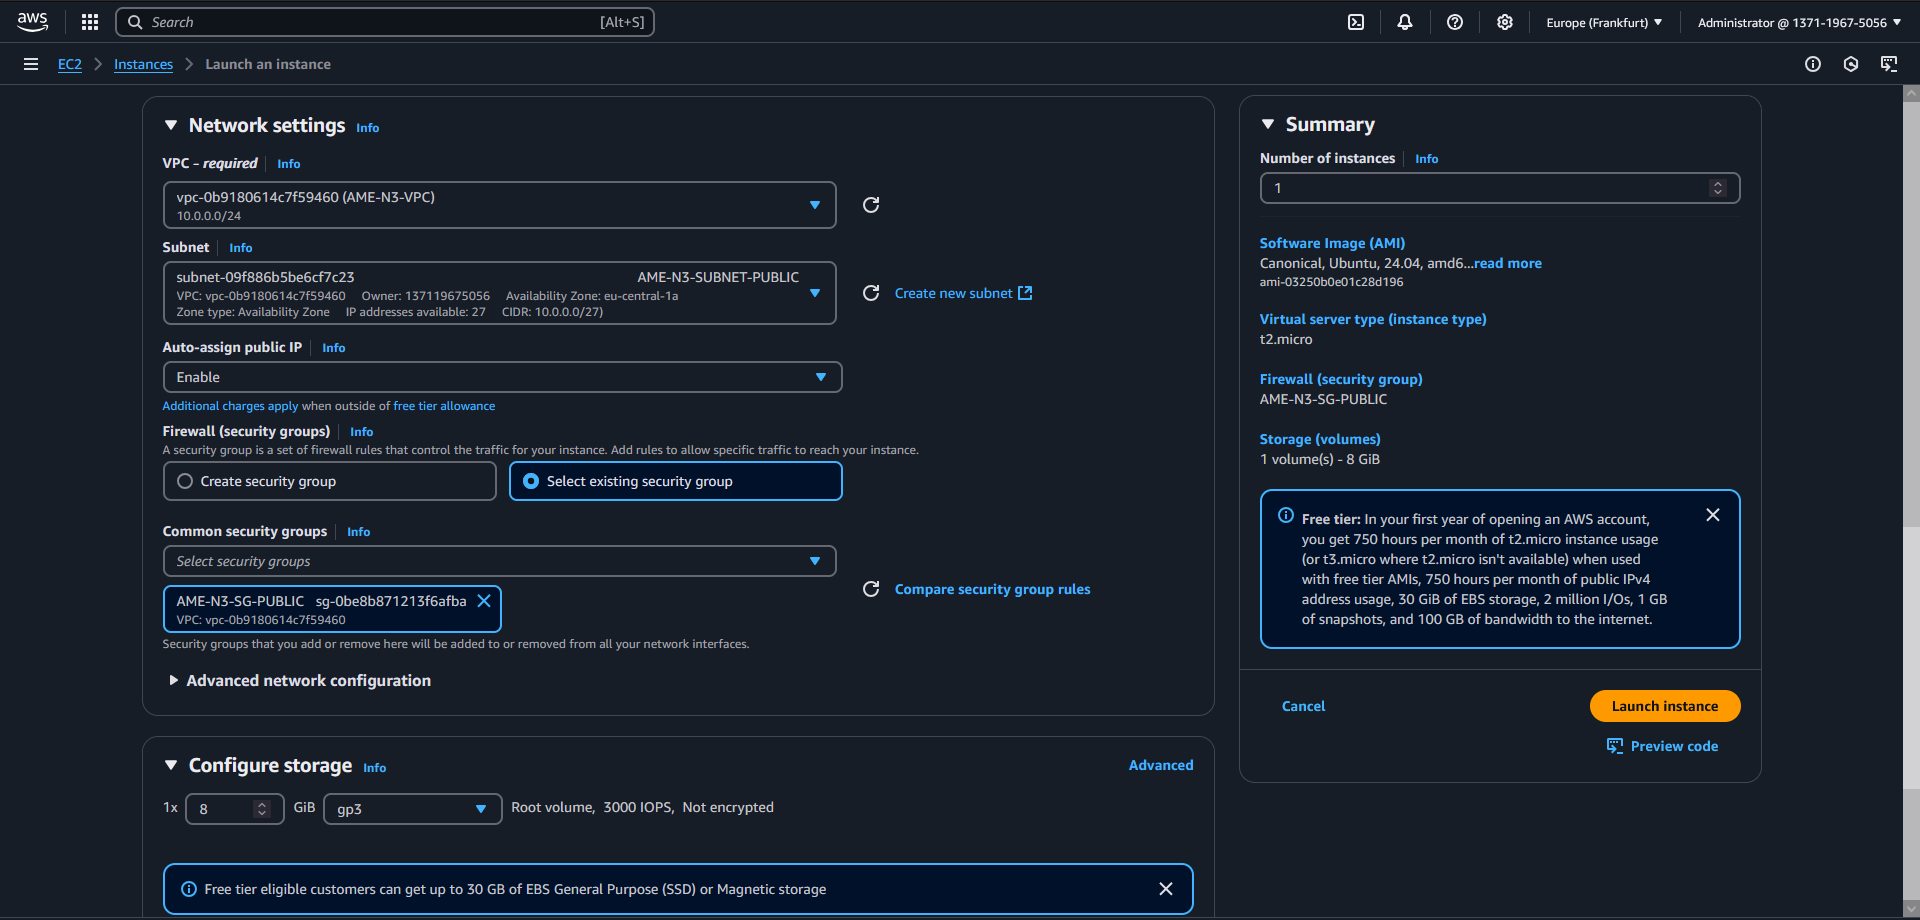 aws
Search [Alt+S]
Europe (Frankfurt)
Administrator @ 1371-1967-5056
EC2
Instances
Launch an instance
Network settings Info
VPC – required Info
vpc-0b9180614c7f59460 (AME-N3-VPC)
10.0.0.0/24
Subnet Info
subnet-09f886b5be6cf7c23 AME-N3-SUBNET-PUBLIC
VPC: vpc-0b9180614c7f59460 Owner: 137119675056 Availability Zone: eu-central-1a
Zone type: Availability Zone IP addresses available: 27 CIDR: 10.0.0.0/27)
Create new subnet
Auto-assign public IP Info
Enable
Additional charges apply when outside of free tier allowance
Firewall (security groups) Info
A security group is a set of firewall rules that control the traffic for your instance. Add rules to allow specific traffic to reach your instance.
Create security group
Select existing security group
Common security groups Info
Select security groups
AME-N3-SG-PUBLIC sg-0be8b871213f6afba
VPC: vpc-0b9180614c7f59460
Compare security group rules
Security groups that you add or remove here will be added to or removed from all your network interfaces.
Advanced network configuration
Configure storage Info
Advanced
1x 8 GiB gp3 Root volume, 3000 IOPS, Not encrypted
Free tier eligible customers can get up to 30 GB of EBS General Purpose (SSD) or Magnetic storage
Summary
Number of instances Info
1
Software Image (AMI)
Canonical, Ubuntu, 24.04, amd6...read more
ami-03250b0e01c28d196
Virtual server type (instance type)
t2.micro
Firewall (security group)
AME-N3-SG-PUBLIC
Storage (volumes)
1 volume(s) - 8 GiB
Free tier: In your first year of opening an AWS account,
you get 750 hours per month of t2.micro instance usage
(or t3.micro where t2.micro isn't available) when used
with free tier AMIs, 750 hours per month of public IPv4
address usage, 30 GiB of EBS storage, 2 million I/Os, 1 GB
of snapshots, and 100 GB of bandwidth to the internet.
Cancel
Launch instance
Preview code